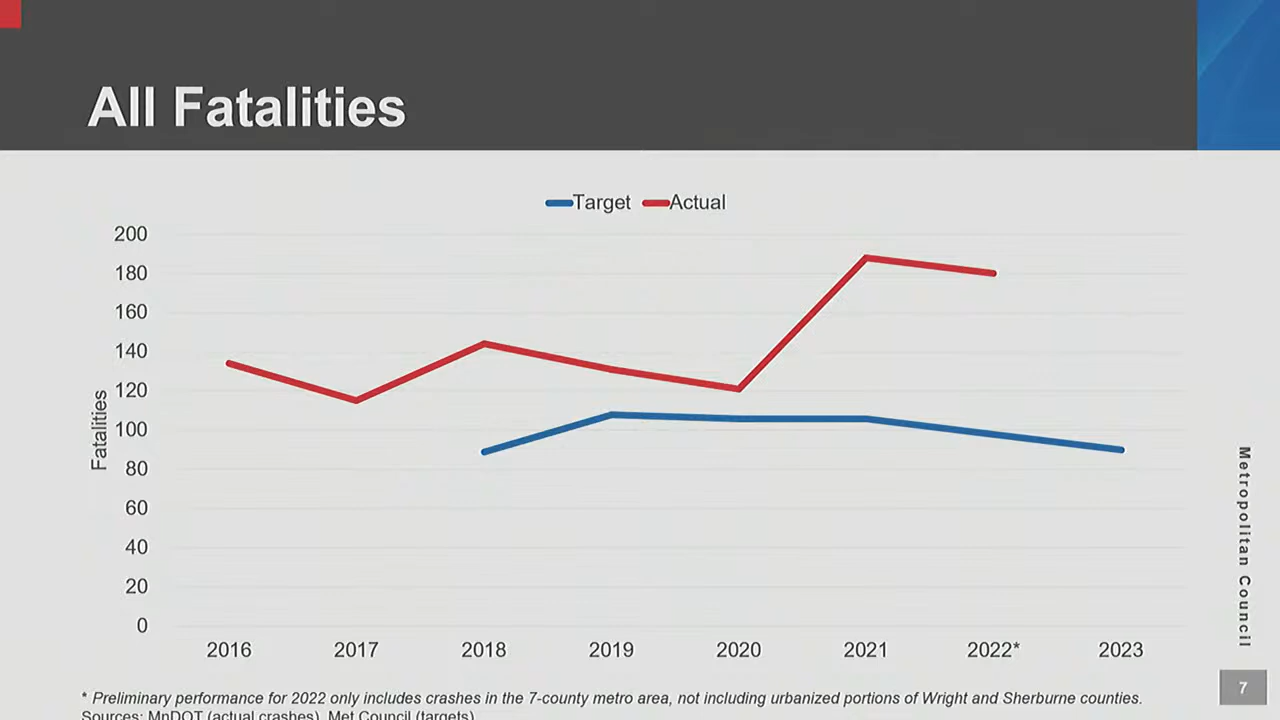 All Fatalities
Target Actual
200
180
160
140
120
100
80
60
40
20
0
Fatalities
2016 2017 2018 2019 2020 2021 2022* 2023
* Preliminary performance for 2022 only includes crashes in the 7-county metro area, not including urbanized portions of Wright and Sherburne counties.
Sources: MnDOT (actual crashes), Met Council (targets)
Metropolitan Council
7